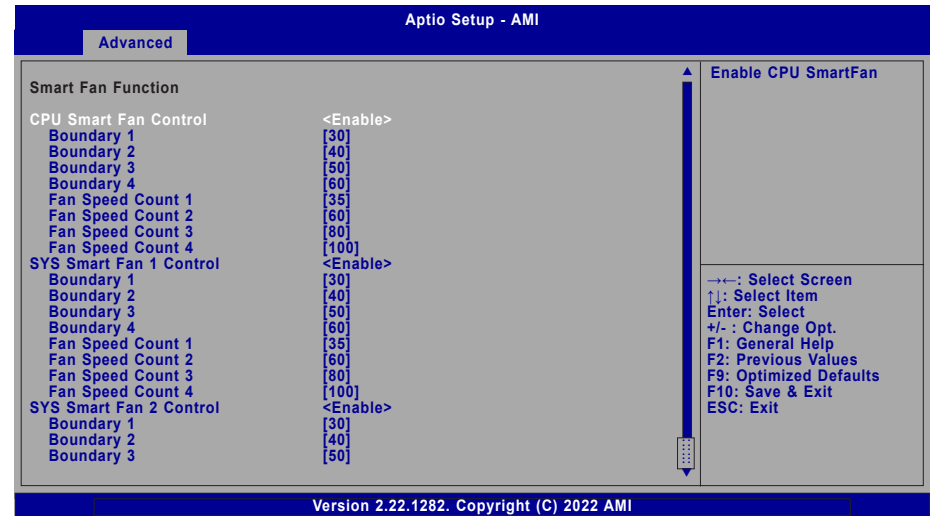 Aptio Setup - AMI
Advanced
Smart Fan Function
CPU Smart Fan Control <Enable>
Boundary 1 [30]
Boundary 2 [40]
Boundary 3 [50]
Boundary 4 [60]
Fan Speed Count 1 [35]
Fan Speed Count 2 [60]
Fan Speed Count 3 [80]
Fan Speed Count 4 [100]
SYS Smart Fan 1 Control <Enable>
Boundary 1 [30]
Boundary 2 [40]
Boundary 3 [50]
Boundary 4 [60]
Fan Speed Count 1 [35]
Fan Speed Count 2 [60]
Fan Speed Count 3 [80]
Fan Speed Count 4 [100]
SYS Smart Fan 2 Control <Enable>
Boundary 1 [30]
Boundary 2 [40]
Boundary 3 [50]
Enable CPU SmartFan
→←: Select Screen
↑↓: Select Item
Enter: Select
+/- : Change Opt.
F1: General Help
F2: Previous Values
F9: Optimized Defaults
F10: Save & Exit
ESC: Exit
Version 2.22.1282. Copyright (C) 2022 AMI